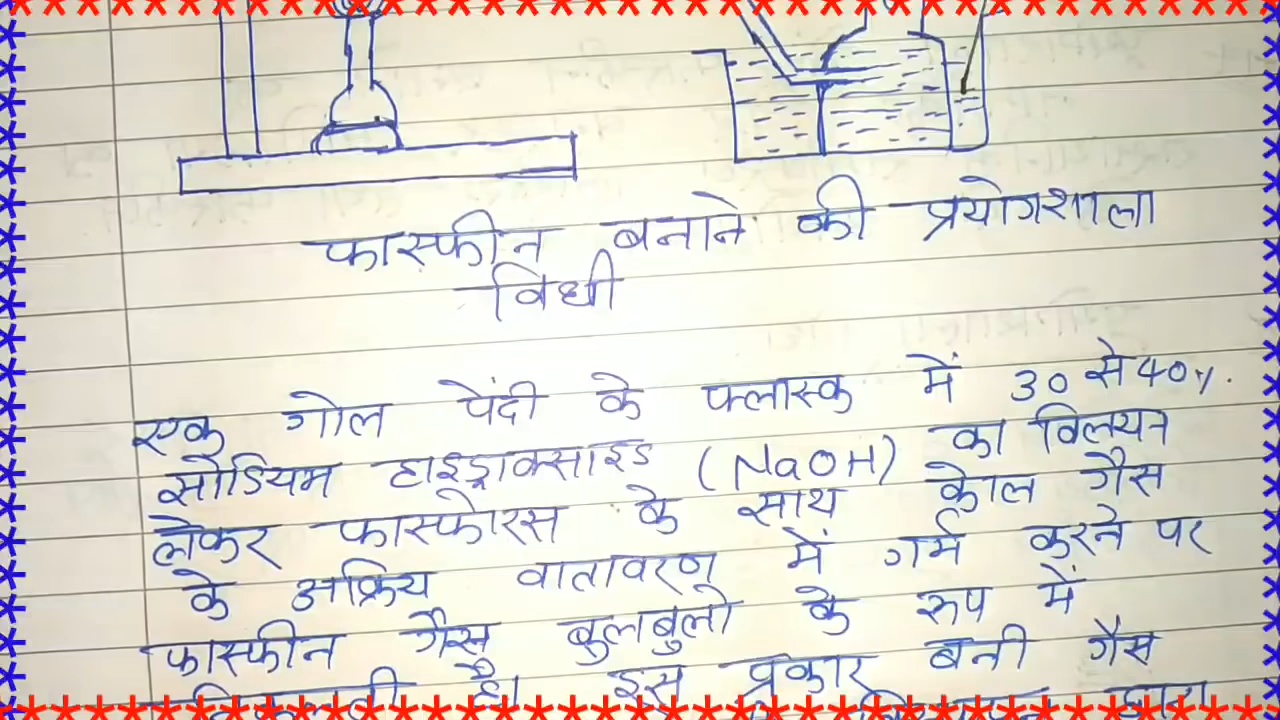 फास्फीन बनाने की प्रयोगशाला
विधी
एक गोल पेंदी के फ्लास्क में 30 से 40%
सोडियम हाइड्राक्साइड (NaOH) का विलयन
लेकर फास्फोरस के साथ कोल गैस
के अक्रिय वातावरण में गर्म करने पर
फास्फीन गैस बुलबुलो के रूप में
निकलती है। इस प्रकार बनी गैस